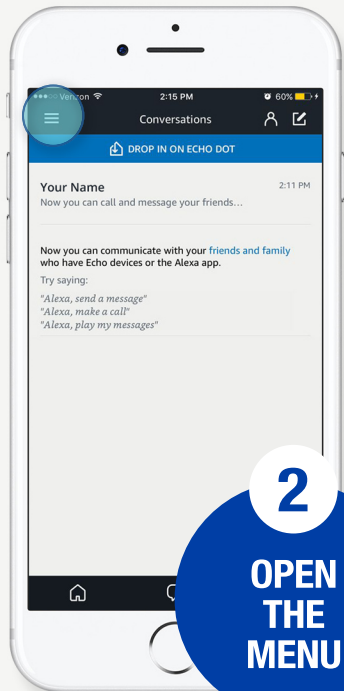 Verizon 2:15 PM 60%
Conversations
DROP IN ON ECHO DOT
Your Name 2:11 PM
Now you can call and message your friends…
Now you can communicate with your friends and family
who have Echo devices or the Alexa app.
Try saying:
"Alexa, send a message"
"Alexa, make a call"
"Alexa, play my messages"
2
OPEN
THE
MENU